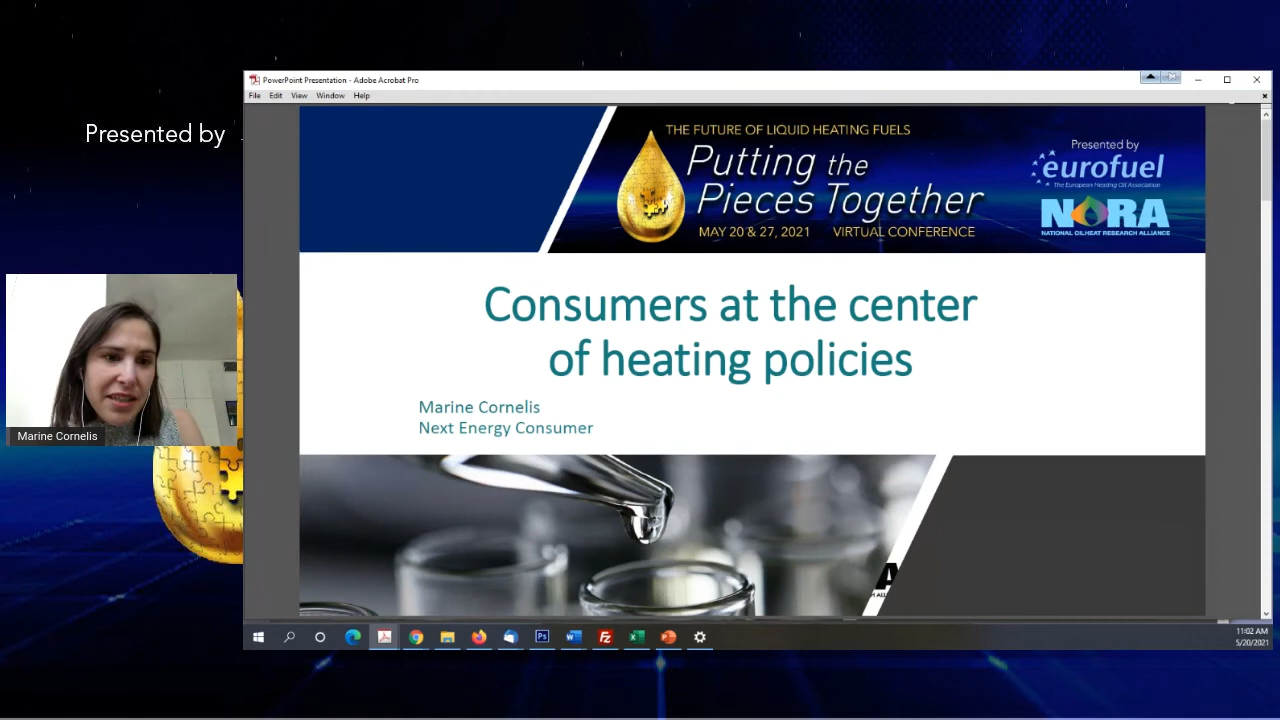 Presented by
PowerPoint Presentation - Adobe Acrobat Pro
File Edit View Window Help
THE FUTURE OF LIQUID HEATING FUELS
Putting the
Pieces Together
MAY 20 & 27, 2021 VIRTUAL CONFERENCE
Presented by
eurofuel
The European Heating Oil Association
NORA
NATIONAL OILHEAT RESEARCH ALLIANCE
Consumers at the center
of heating policies
Marine Cornelis
Next Energy Consumer
Marine Cornelis
A
H ALL
11:02 AM
5/20/2021